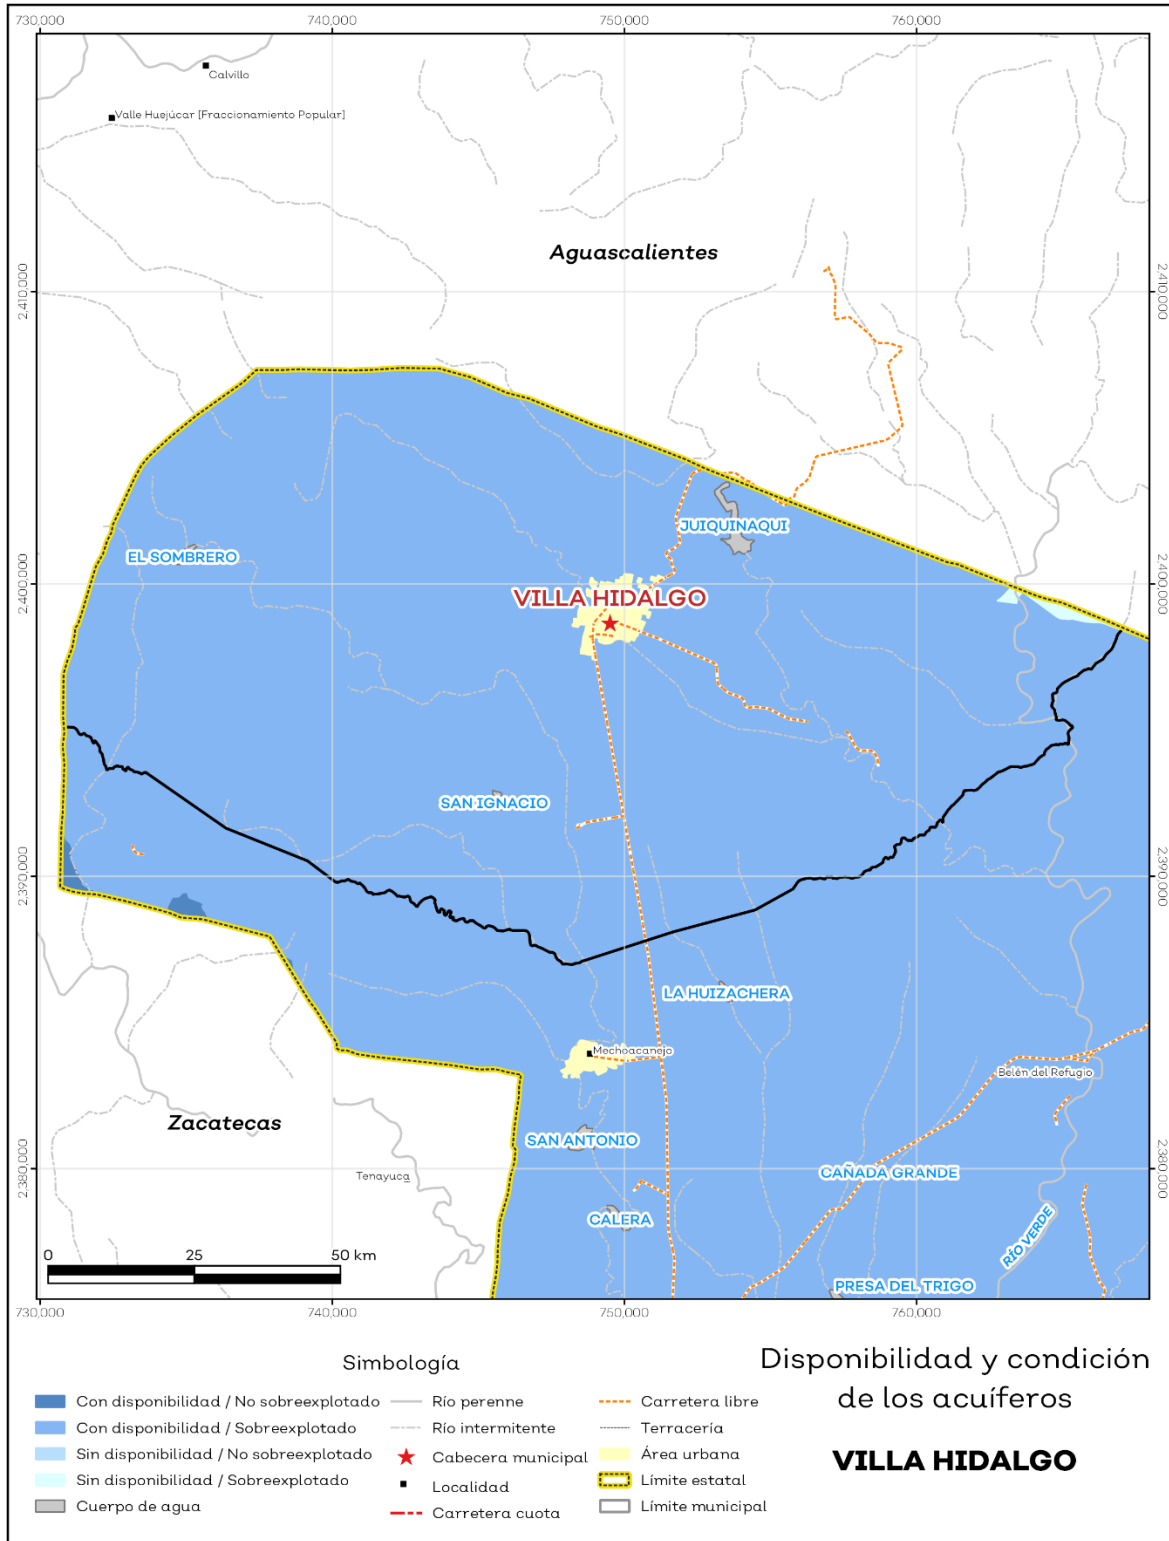 730,000
740,000
750,000
760,000
Calvillo
Valle Huejúcar [Fraccionamiento Popular]
Aguascalientes
2,410,000
2,410,000
JUIQUINAQUI
EL SOMBRERO
2,400,000
2,400,000
VILLA HIDALGO
SAN IGNACIO
2,390,000
2,390,000
LA HUIZACHERA
Mechoacanejo
Belén del Refugio
Zacatecas
SAN ANTONIO
2,380,000
2,380,000
Tenayuca
CAÑADA GRANDE
CALERA
RÍO VERDE
0 25 50 km
PRESA DEL TRIGO
730,000
740,000
750,000
760,000
Simbología
Con disponibilidad / No sobreexplotado
Con disponibilidad / Sobreexplotado
Sin disponibilidad / No sobreexplotado
Sin disponibilidad / Sobreexplotado
Cuerpo de agua
Río perenne
Río intermitente
Cabecera municipal
Localidad
Carretera cuota
Carretera libre
Terracería
Área urbana
Límite estatal
Límite municipal
Disponibilidad y condición
de los acuíferos
VILLA HIDALGO